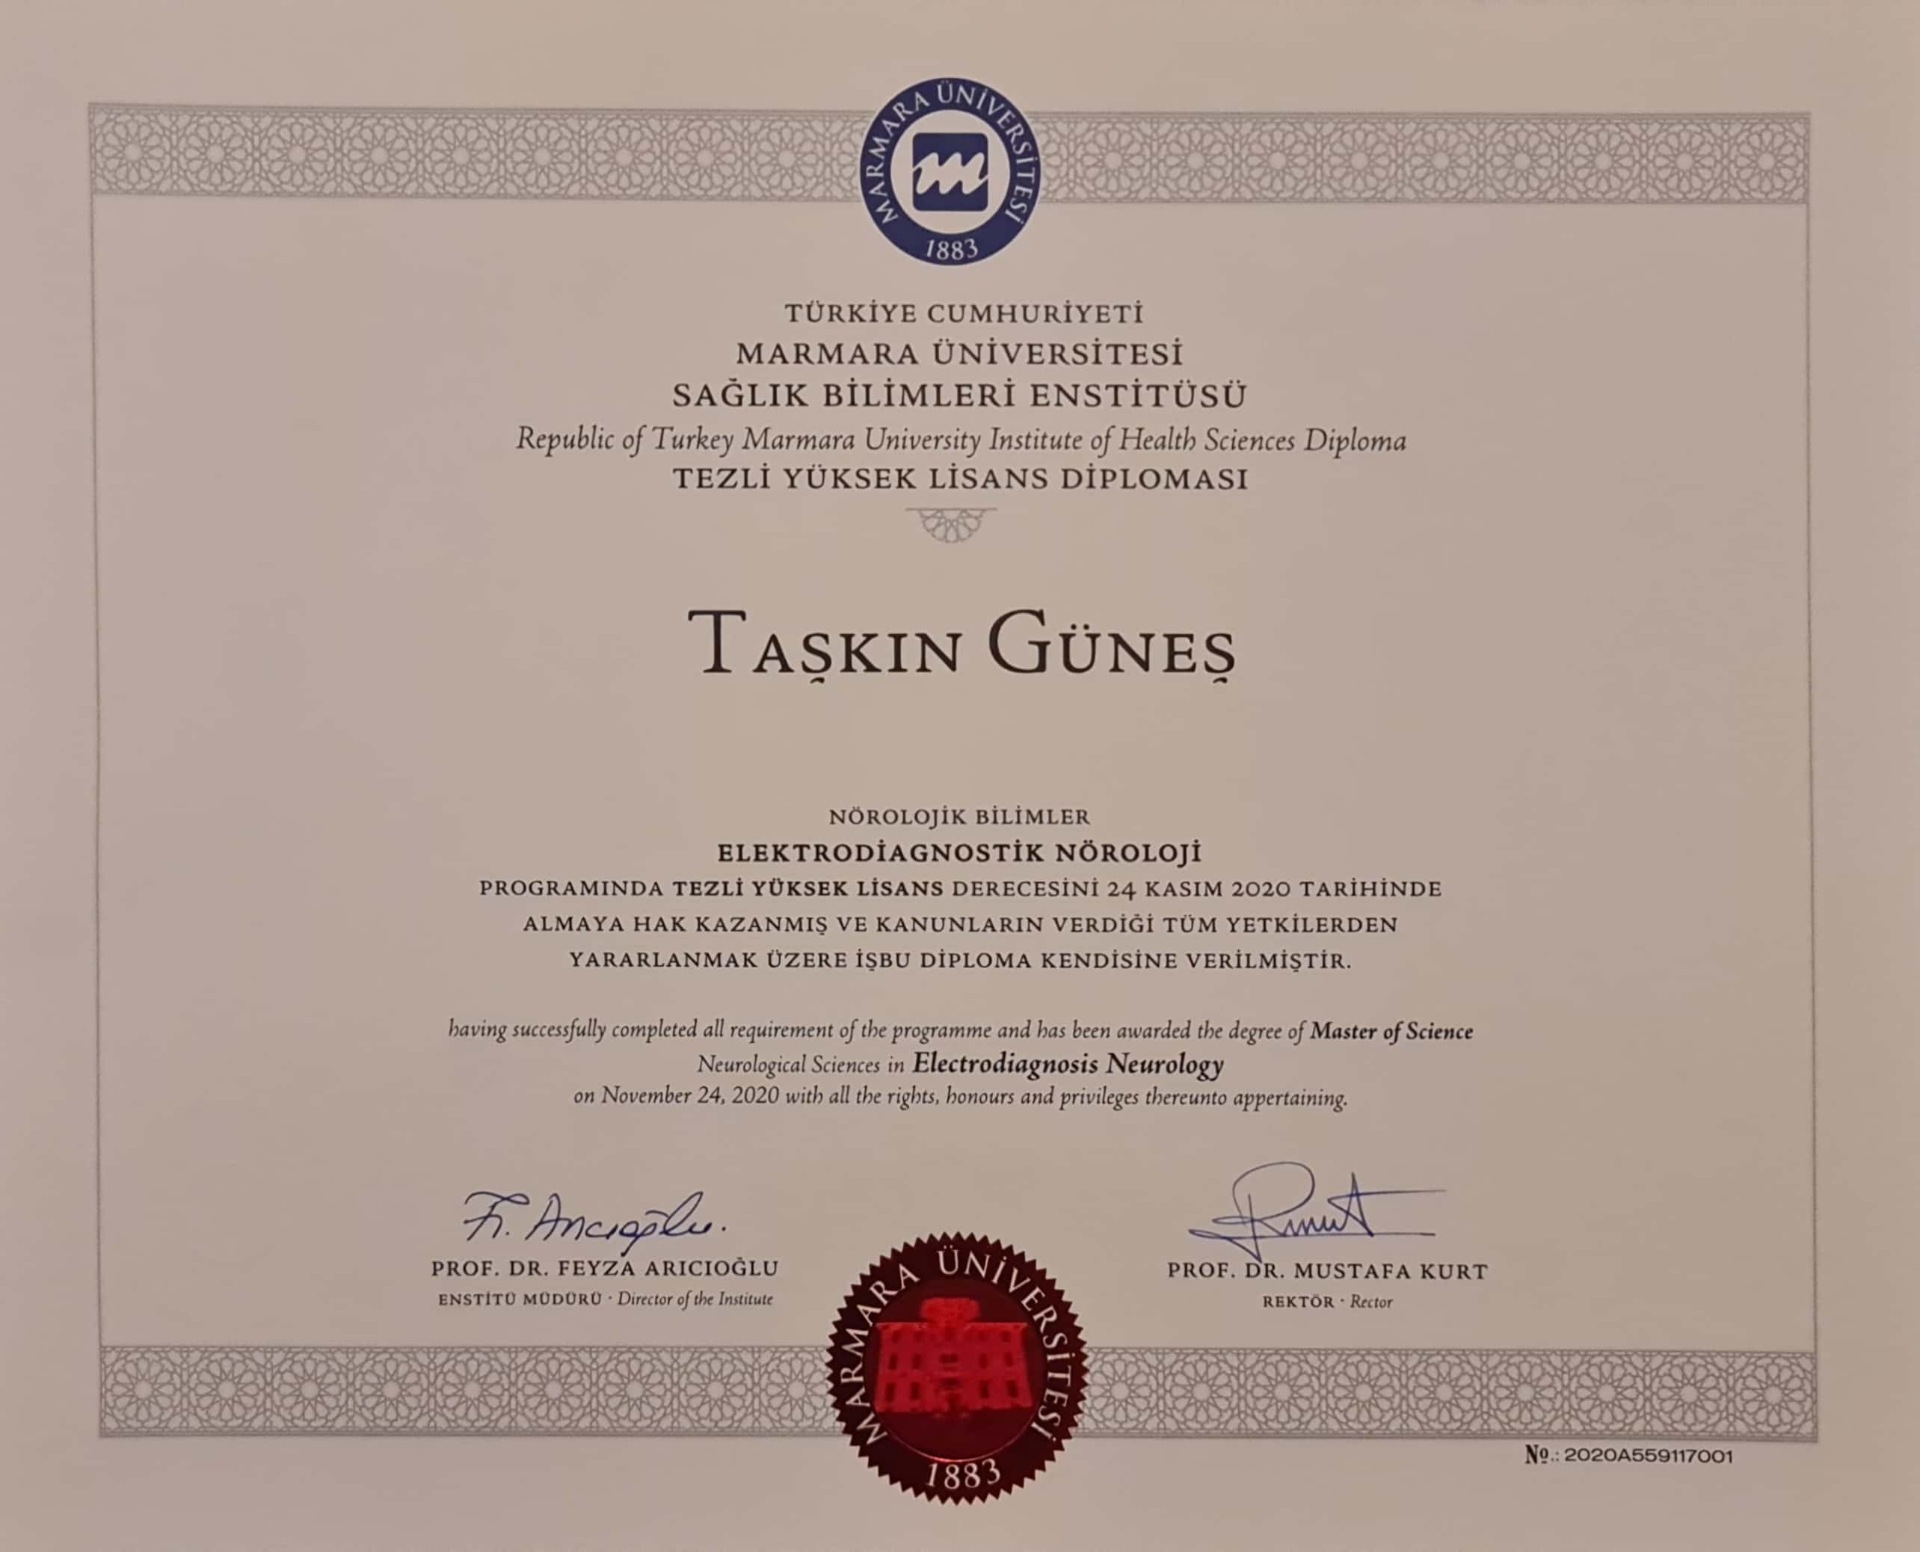 MARMARA ÜNİVERSİTESİ
m
1883
TÜRKİYE CUMHURİYETİ
MARMARA ÜNİVERSİTESİ
SAĞLIK BİLİMLERİ ENSTİTÜSÜ
Republic of Turkey Marmara University Institute of Health Sciences Diploma
TEZLİ YÜKSEK LİSANS DİPLOMASI
TAŞKIN GÜNEŞ
NÖROLOJİK BİLİMLER
ELEKTRODİAGNOSTİK NÖROLOJİ
PROGRAMINDA TEZLİ YÜKSEK LİSANS DERECESİNİ 24 KASIM 2020 TARİHİNDE
ALMAYA HAK KAZANMIŞ VE KANUNLARIN VERDİĞİ TÜM YETKİLERDEN
YARARLANMAK ÜZERE İŞBU DİPLOMA KENDİSİNE VERİLMİŞTİR.
having successfully completed all requirement of the programme and has been awarded the degree of Master of Science
Neurological Sciences in Electrodiagnosis Neurology
on November 24, 2020 with all the rights, honours and privileges thereunto appertaining.
F. Arıcıoğlu.
PROF. DR. FEYZA ARICIOĞLU
ENSTİTÜ MÜDÜRÜ · Director of the Institute
PROF. DR. MUSTAFA KURT
REKTÖR · Rector
MARMARA ÜNİVERSİTESİ
1883
№.: 2020A559117001